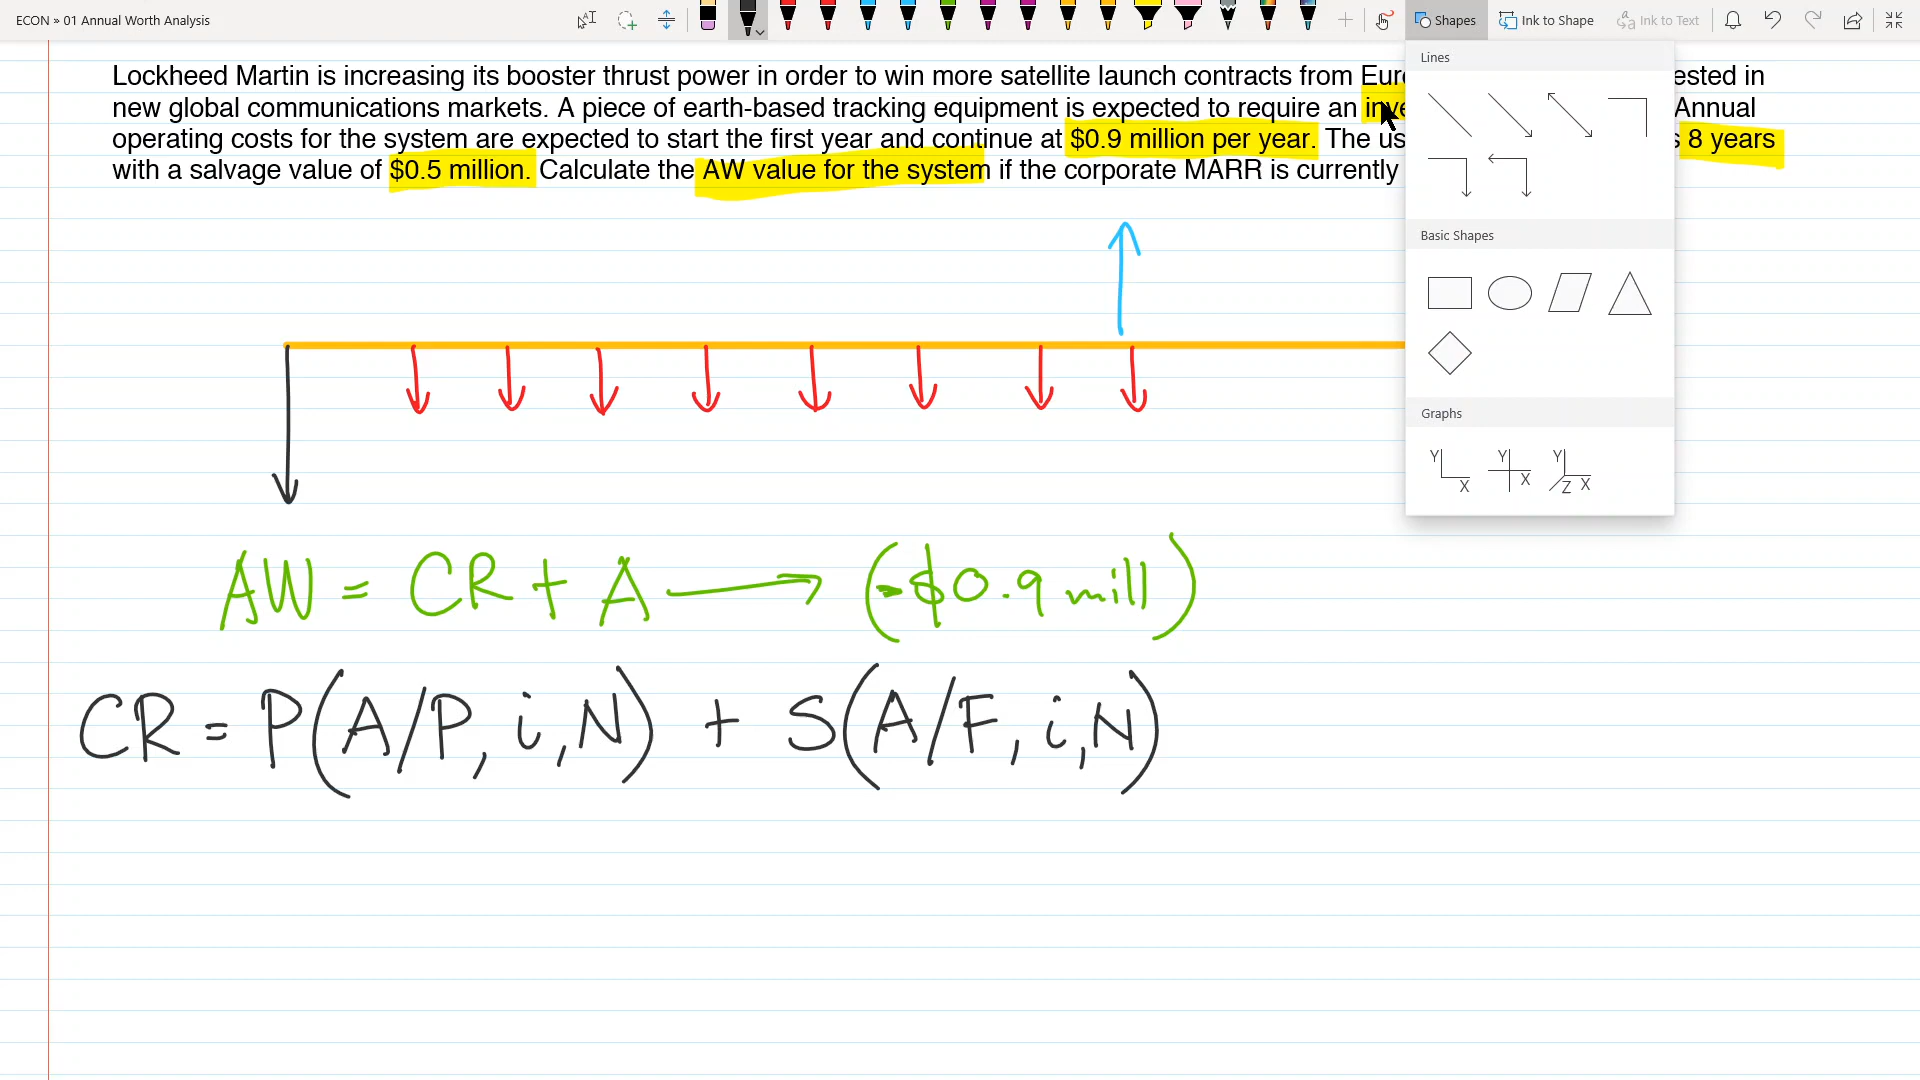 ECON » 01 Annual Worth Analysis
Shapes
Ink to Shape
Ink to Text
Lockheed Martin is increasing its booster thrust power in order to win more satellite launch contracts from ested in
new global communications markets. A piece of earth-based tracking equipment is expected to require an Annual
operating costs for the system are expected to start the first year and continue at $0.9 million per year. The 8 years
with a salvage value of $0.5 million. Calculate the AW value for the system if the corporate MARR is currently
Lines
Basic Shapes
Graphs
Y X Y X Y Z X
AW = CR + A → (-$0.9 mill)
CR = P(A/P, i, N) + S(A/F, i, N)